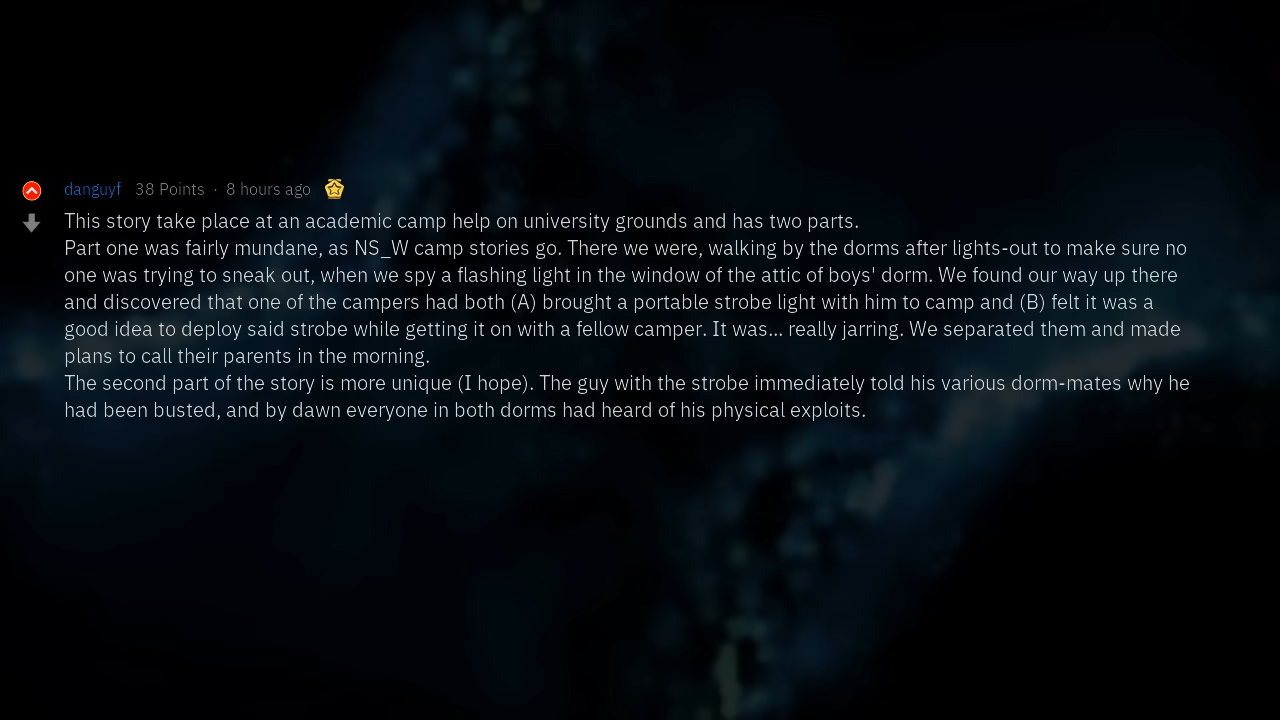 danguyf 38 Points · 8 hours ago
This story take place at an academic camp help on university grounds and has two parts.
Part one was fairly mundane, as NS_W camp stories go. There we were, walking by the dorms after lights-out to make sure no
one was trying to sneak out, when we spy a flashing light in the window of the attic of boys' dorm. We found our way up there
and discovered that one of the campers had both (A) brought a portable strobe light with him to camp and (B) felt it was a
good idea to deploy said strobe while getting it on with a fellow camper. It was... really jarring. We separated them and made
plans to call their parents in the morning.
The second part of the story is more unique (I hope). The guy with the strobe immediately told his various dorm-mates why he
had been busted, and by dawn everyone in both dorms had heard of his physical exploits.